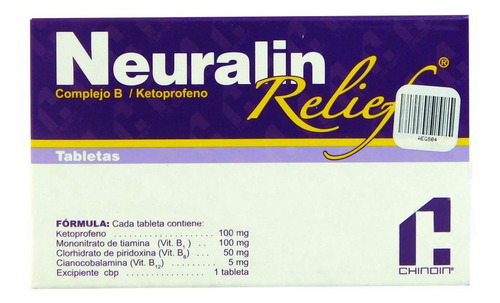 Neuralin
Relief®
Complejo B / Ketoprofeno
AEG604
Tabletas
FÓRMULA: Cada tableta contiene:
Ketoprofeno ........................ 100 mg
Mononitrato de tiamina (Vit. B1 ) .. 100 mg
Clorhidrato de piridoxina (Vit. B6) ... 50 mg
Cianocobalamina (Vit. B12) ............. 5 mg
Excipiente cbp ........................ 1 tableta
CHINOIN®